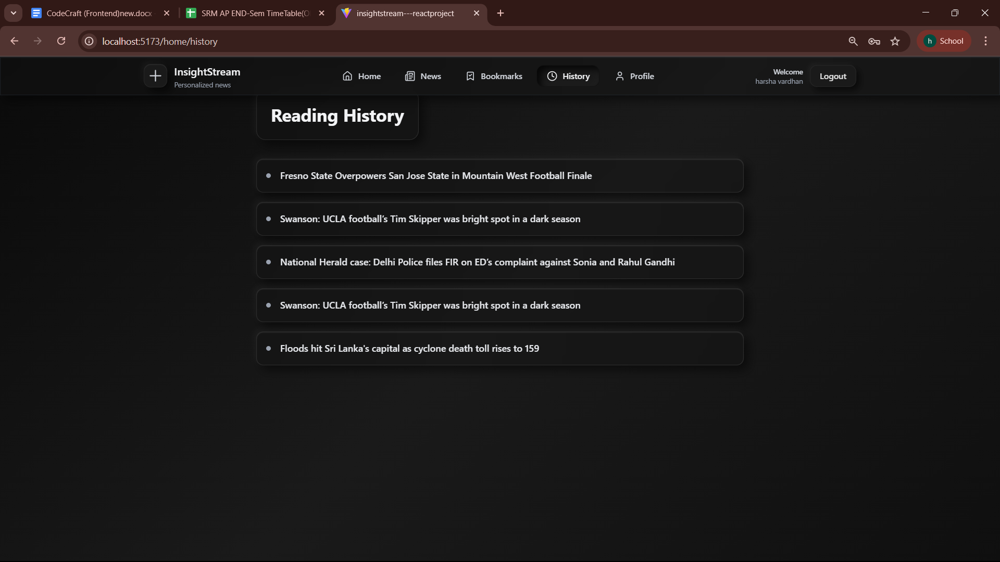 CodeCraft (Frontend)new.docx
SRM AP END-Sem TimeTable(O
insightstream---reactproject
localhost:5173/home/history
h School
InsightStream
Personalized news
Home
News
Bookmarks
History
Profile
Welcome
harsha vardhan
Logout
Reading History
Fresno State Overpowers San Jose State in Mountain West Football Finale
Swanson: UCLA football’s Tim Skipper was bright spot in a dark season
National Herald case: Delhi Police files FIR on ED’s complaint against Sonia and Rahul Gandhi
Swanson: UCLA football’s Tim Skipper was bright spot in a dark season
Floods hit Sri Lanka's capital as cyclone death toll rises to 159